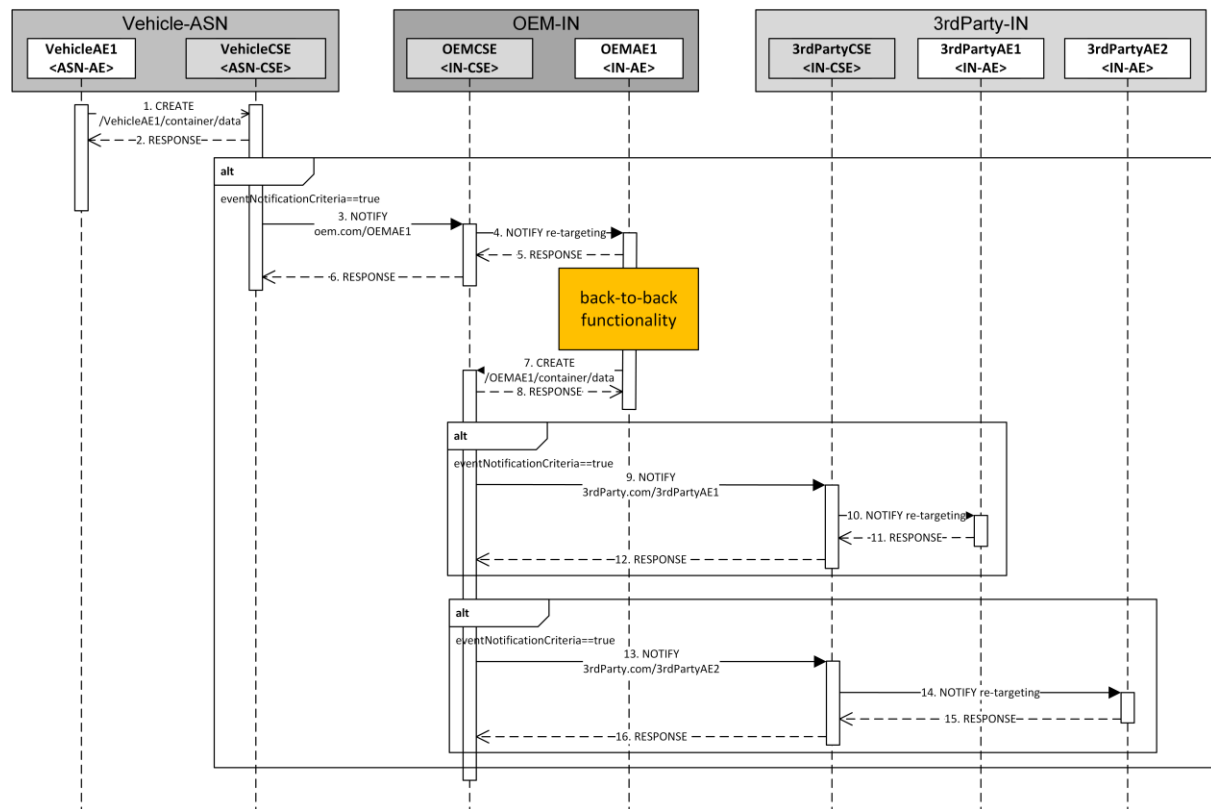 Vehicle-ASN
OEM-IN
3rdParty-IN
VehicleAE1
<ASN-AE>
VehicleCSE
<ASN-CSE>
OEMCSE
<IN-CSE>
OEMAE1
<IN-AE>
3rdPartyCSE
<IN-CSE>
3rdPartyAE1
<IN-AE>
3rdPartyAE2
<IN-AE>
1. CREATE
/VehicleAE1/container/data
2. RESPONSE
alt
eventNotificationCriteria==true
3. NOTIFY
oem.com/OEMAE1
4. NOTIFY re-targeting
5. RESPONSE
6. RESPONSE
back-to-back
functionality
7. CREATE
/OEMAE1/container/data
8. RESPONSE
alt
eventNotificationCriteria==true
9. NOTIFY
3rdParty.com/3rdPartyAE1
10. NOTIFY re-targeting
11. RESPONSE
12. RESPONSE
alt
eventNotificationCriteria==true
13. NOTIFY
3rdParty.com/3rdPartyAE2
14. NOTIFY re-targeting
15. RESPONSE
16. RESPONSE